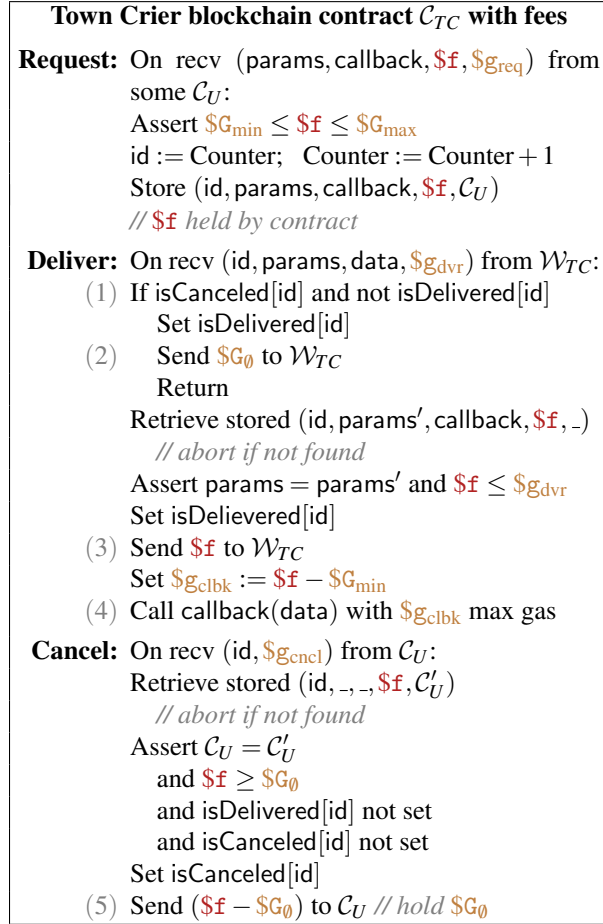 Town Crier blockchain contract 𝒞_TC with fees
Request: On recv (params, callback, $f, $g_req) from
some 𝒞_U:
Assert $G_min ≤ $f ≤ $G_max
id := Counter; Counter := Counter + 1
Store (id, params, callback, $f, 𝒞_U)
// $f held by contract
Deliver: On recv (id, params, data, $g_dvr) from 𝒲_TC:
(1) If isCanceled[id] and not isDelivered[id]
Set isDelivered[id]
(2) Send $G_∅ to 𝒲_TC
Return
Retrieve stored (id, params′, callback, $f, _)
// abort if not found
Assert params = params′ and $f ≤ $g_dvr
Set isDelievered[id]
(3) Send $f to 𝒲_TC
Set $g_clbk := $f − $G_min
(4) Call callback(data) with $g_clbk max gas
Cancel: On recv (id, $g_cncl) from 𝒞_U:
Retrieve stored (id, _, _, $f, 𝒞′_U)
// abort if not found
Assert 𝒞_U = 𝒞′_U
and $f ≥ $G_∅
and isDelivered[id] not set
and isCanceled[id] not set
Set isCanceled[id]
(5) Send ($f − $G_∅) to 𝒞_U // hold $G_∅